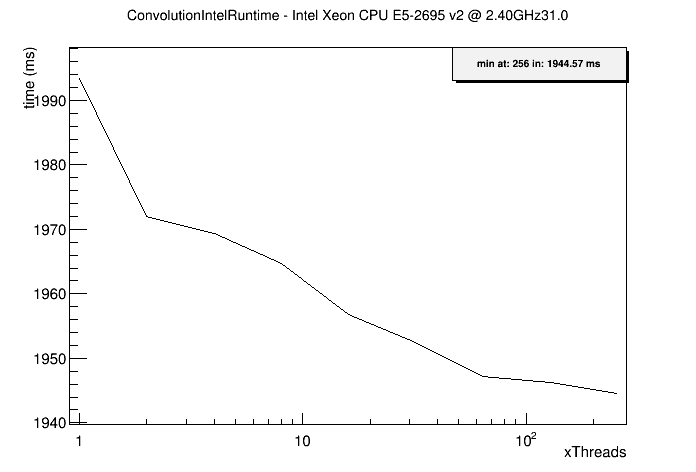 ConvolutionIntelRuntime - Intel Xeon CPU E5-2695 v2 @ 2.40GHz31.0
min at: 256 in: 1944.57 ms
time (ms)
1990
1980
1970
1960
1950
1940
1
10
10²
xThreads